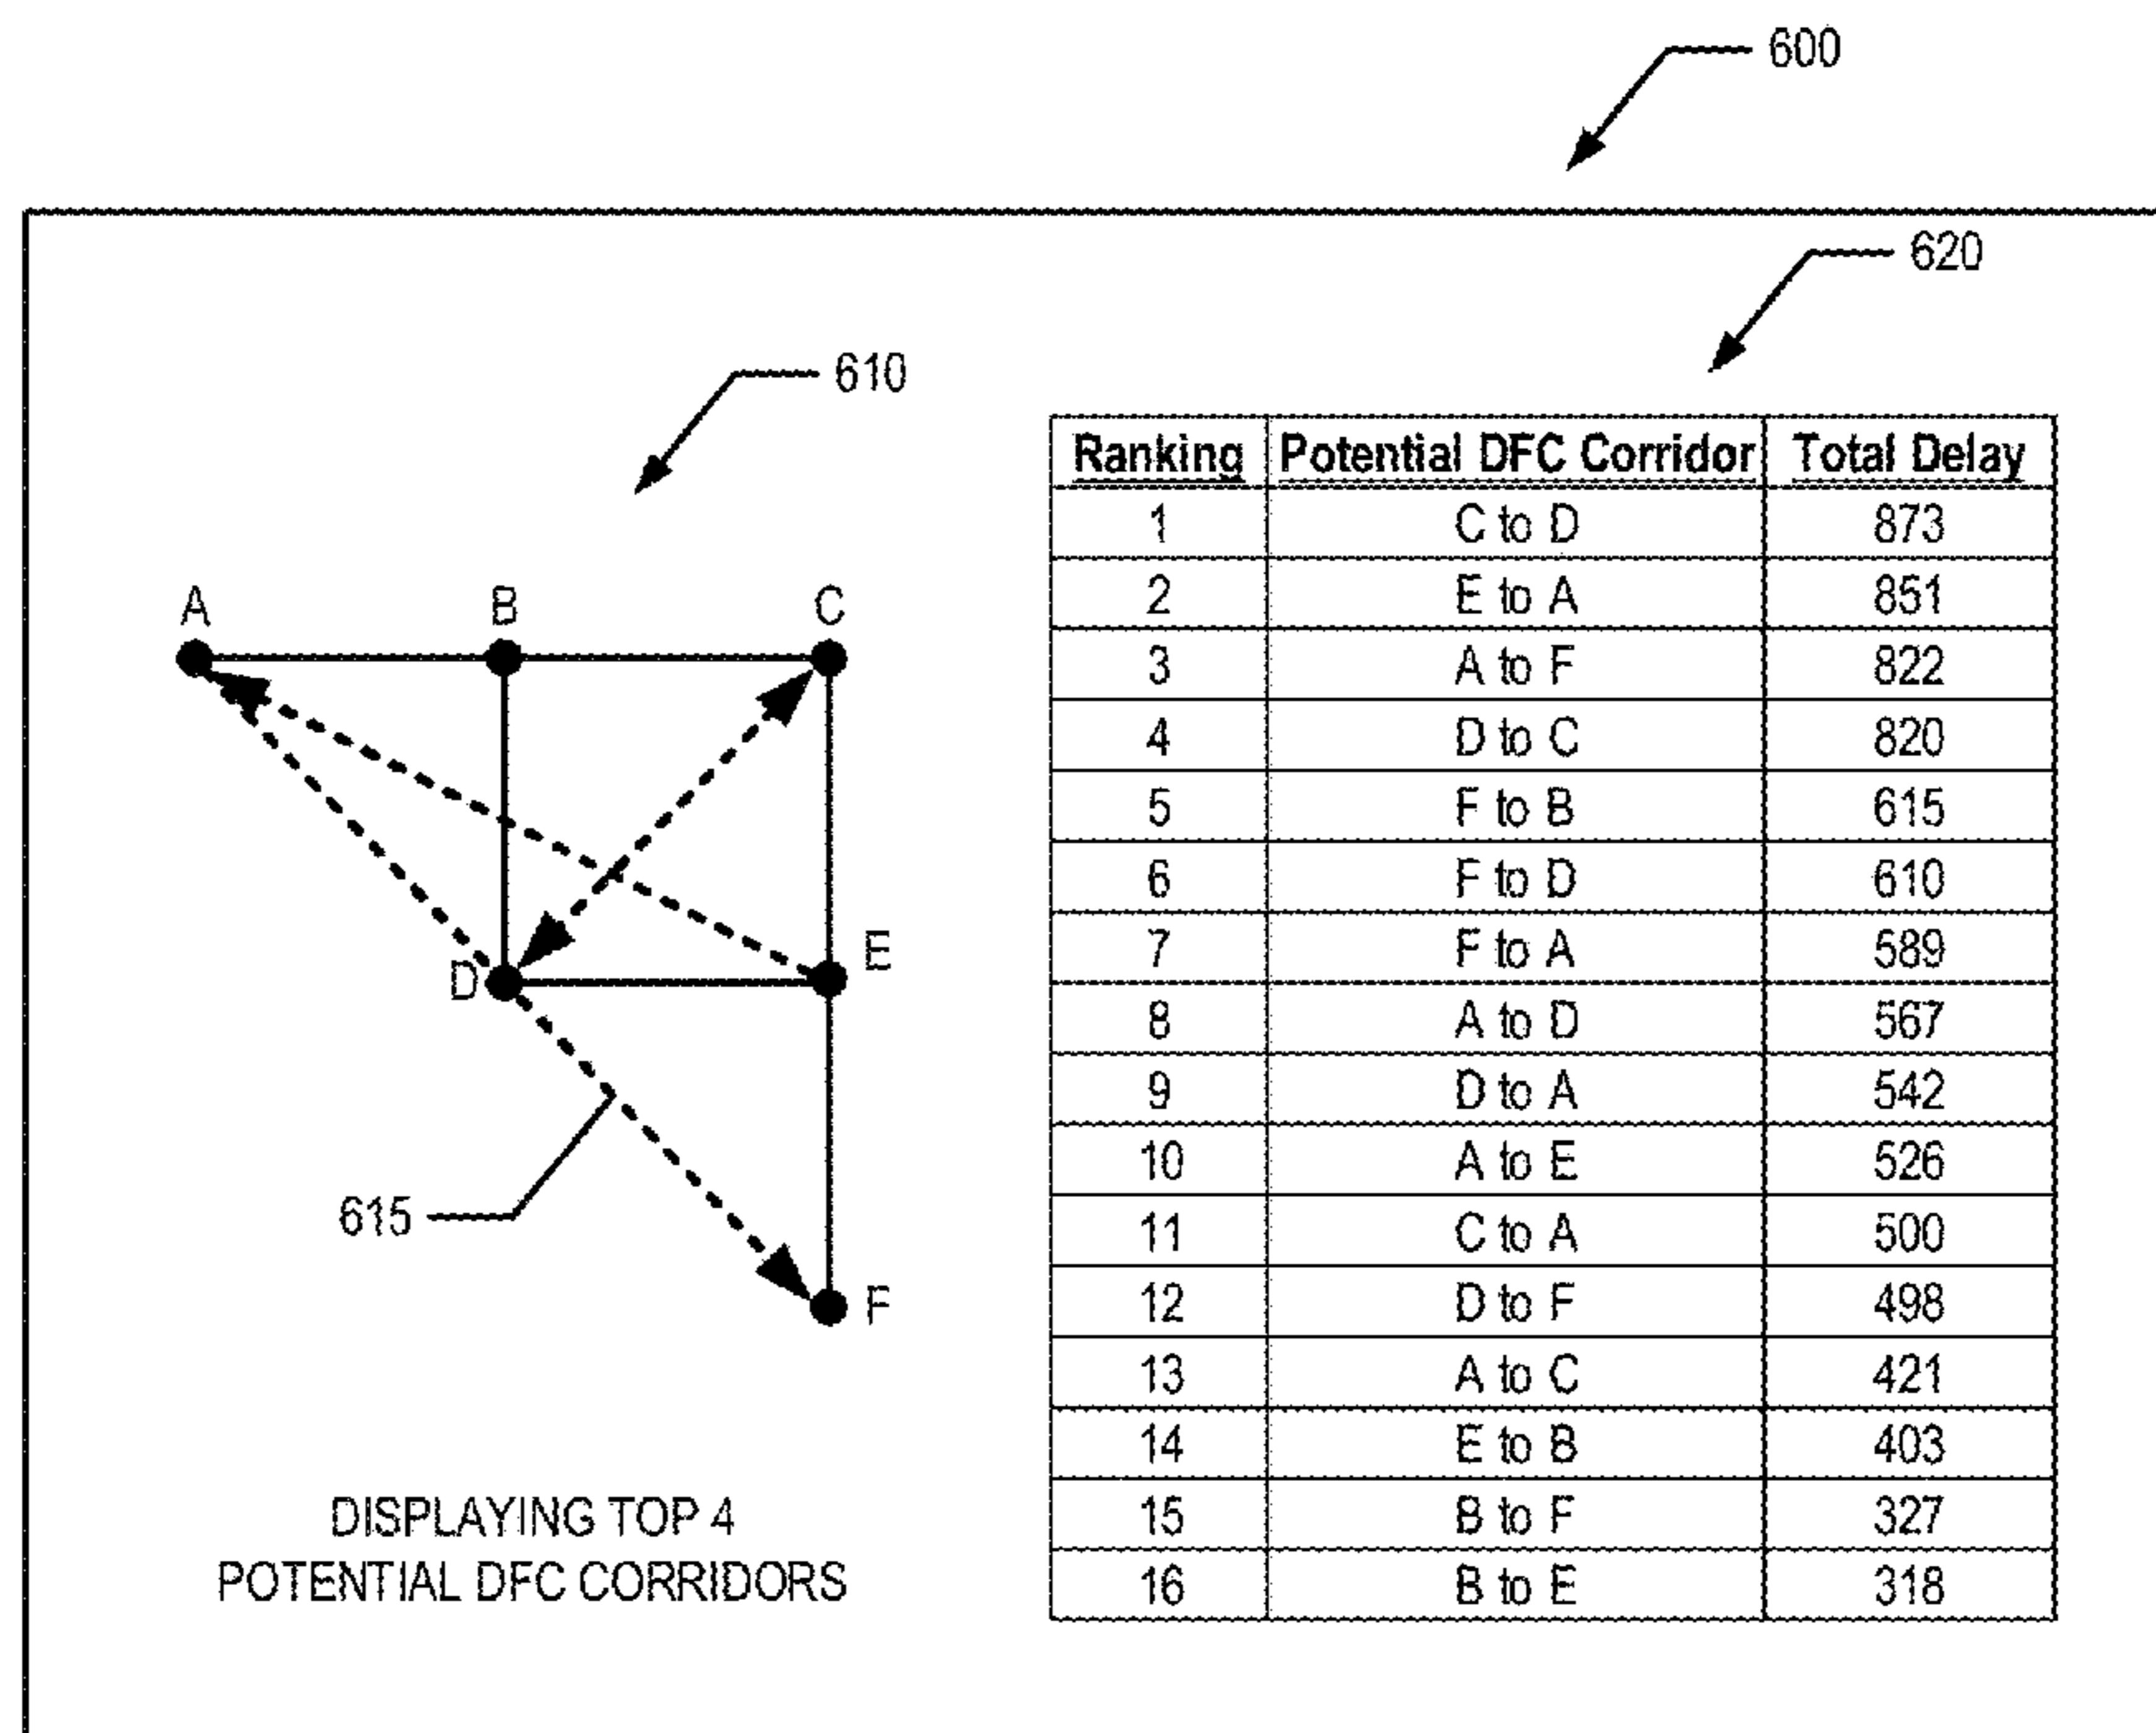 600
620
610
A B C
D E
615
F
DISPLAYING TOP 4
POTENTIAL DFC CORRIDORS
Ranking Potential DFC Corridor Total Delay
1 C to D 873
2 E to A 851
3 A to F 822
4 D to C 820
5 F to B 615
6 F to D 610
7 F to A 589
8 A to D 567
9 D to A 542
10 A to E 526
11 C to A 500
12 D to F 498
13 A to C 421
14 E to B 403
15 B to F 327
16 B to E 318